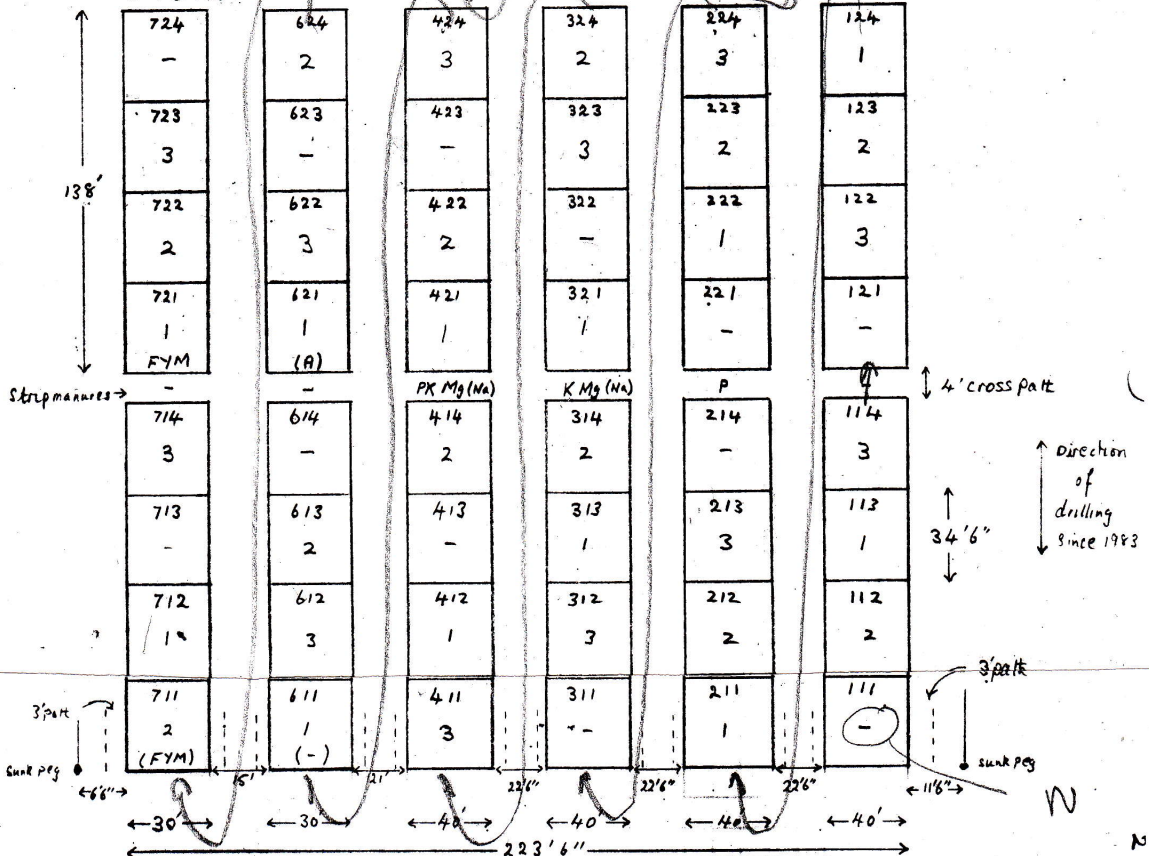 724 624 424 324 224 124
- 2 3 2 3 1
723 623 423 323 223 123
3 - - 3 2 2
138'
722 622 422 322 222 122
2 3 2 - 1 3
721 621 421 321 221 121
1 1 1 1 - -
FYM (A)
Strip manures → - - PK Mg (Na) K Mg (Na) P 4' cross path
714 614 414 314 214 114
3 - 2 2 - 3
Direction
of
drilling
since 1983
713 613 413 313 213 113
- 2 - 1 3 1
34'6"
712 612 412 312 212 112
1 3 1 3 2 2
3' path
711 611 411 311 211 111
3' path
2 1 3 - 1 -
(FYM) (-)
sunk peg 21' 22'6" 22'6" 22'6" sunk peg
6'6" 11'6"
N
30' 30' 40' 40' 40' 40'
223'6"
N